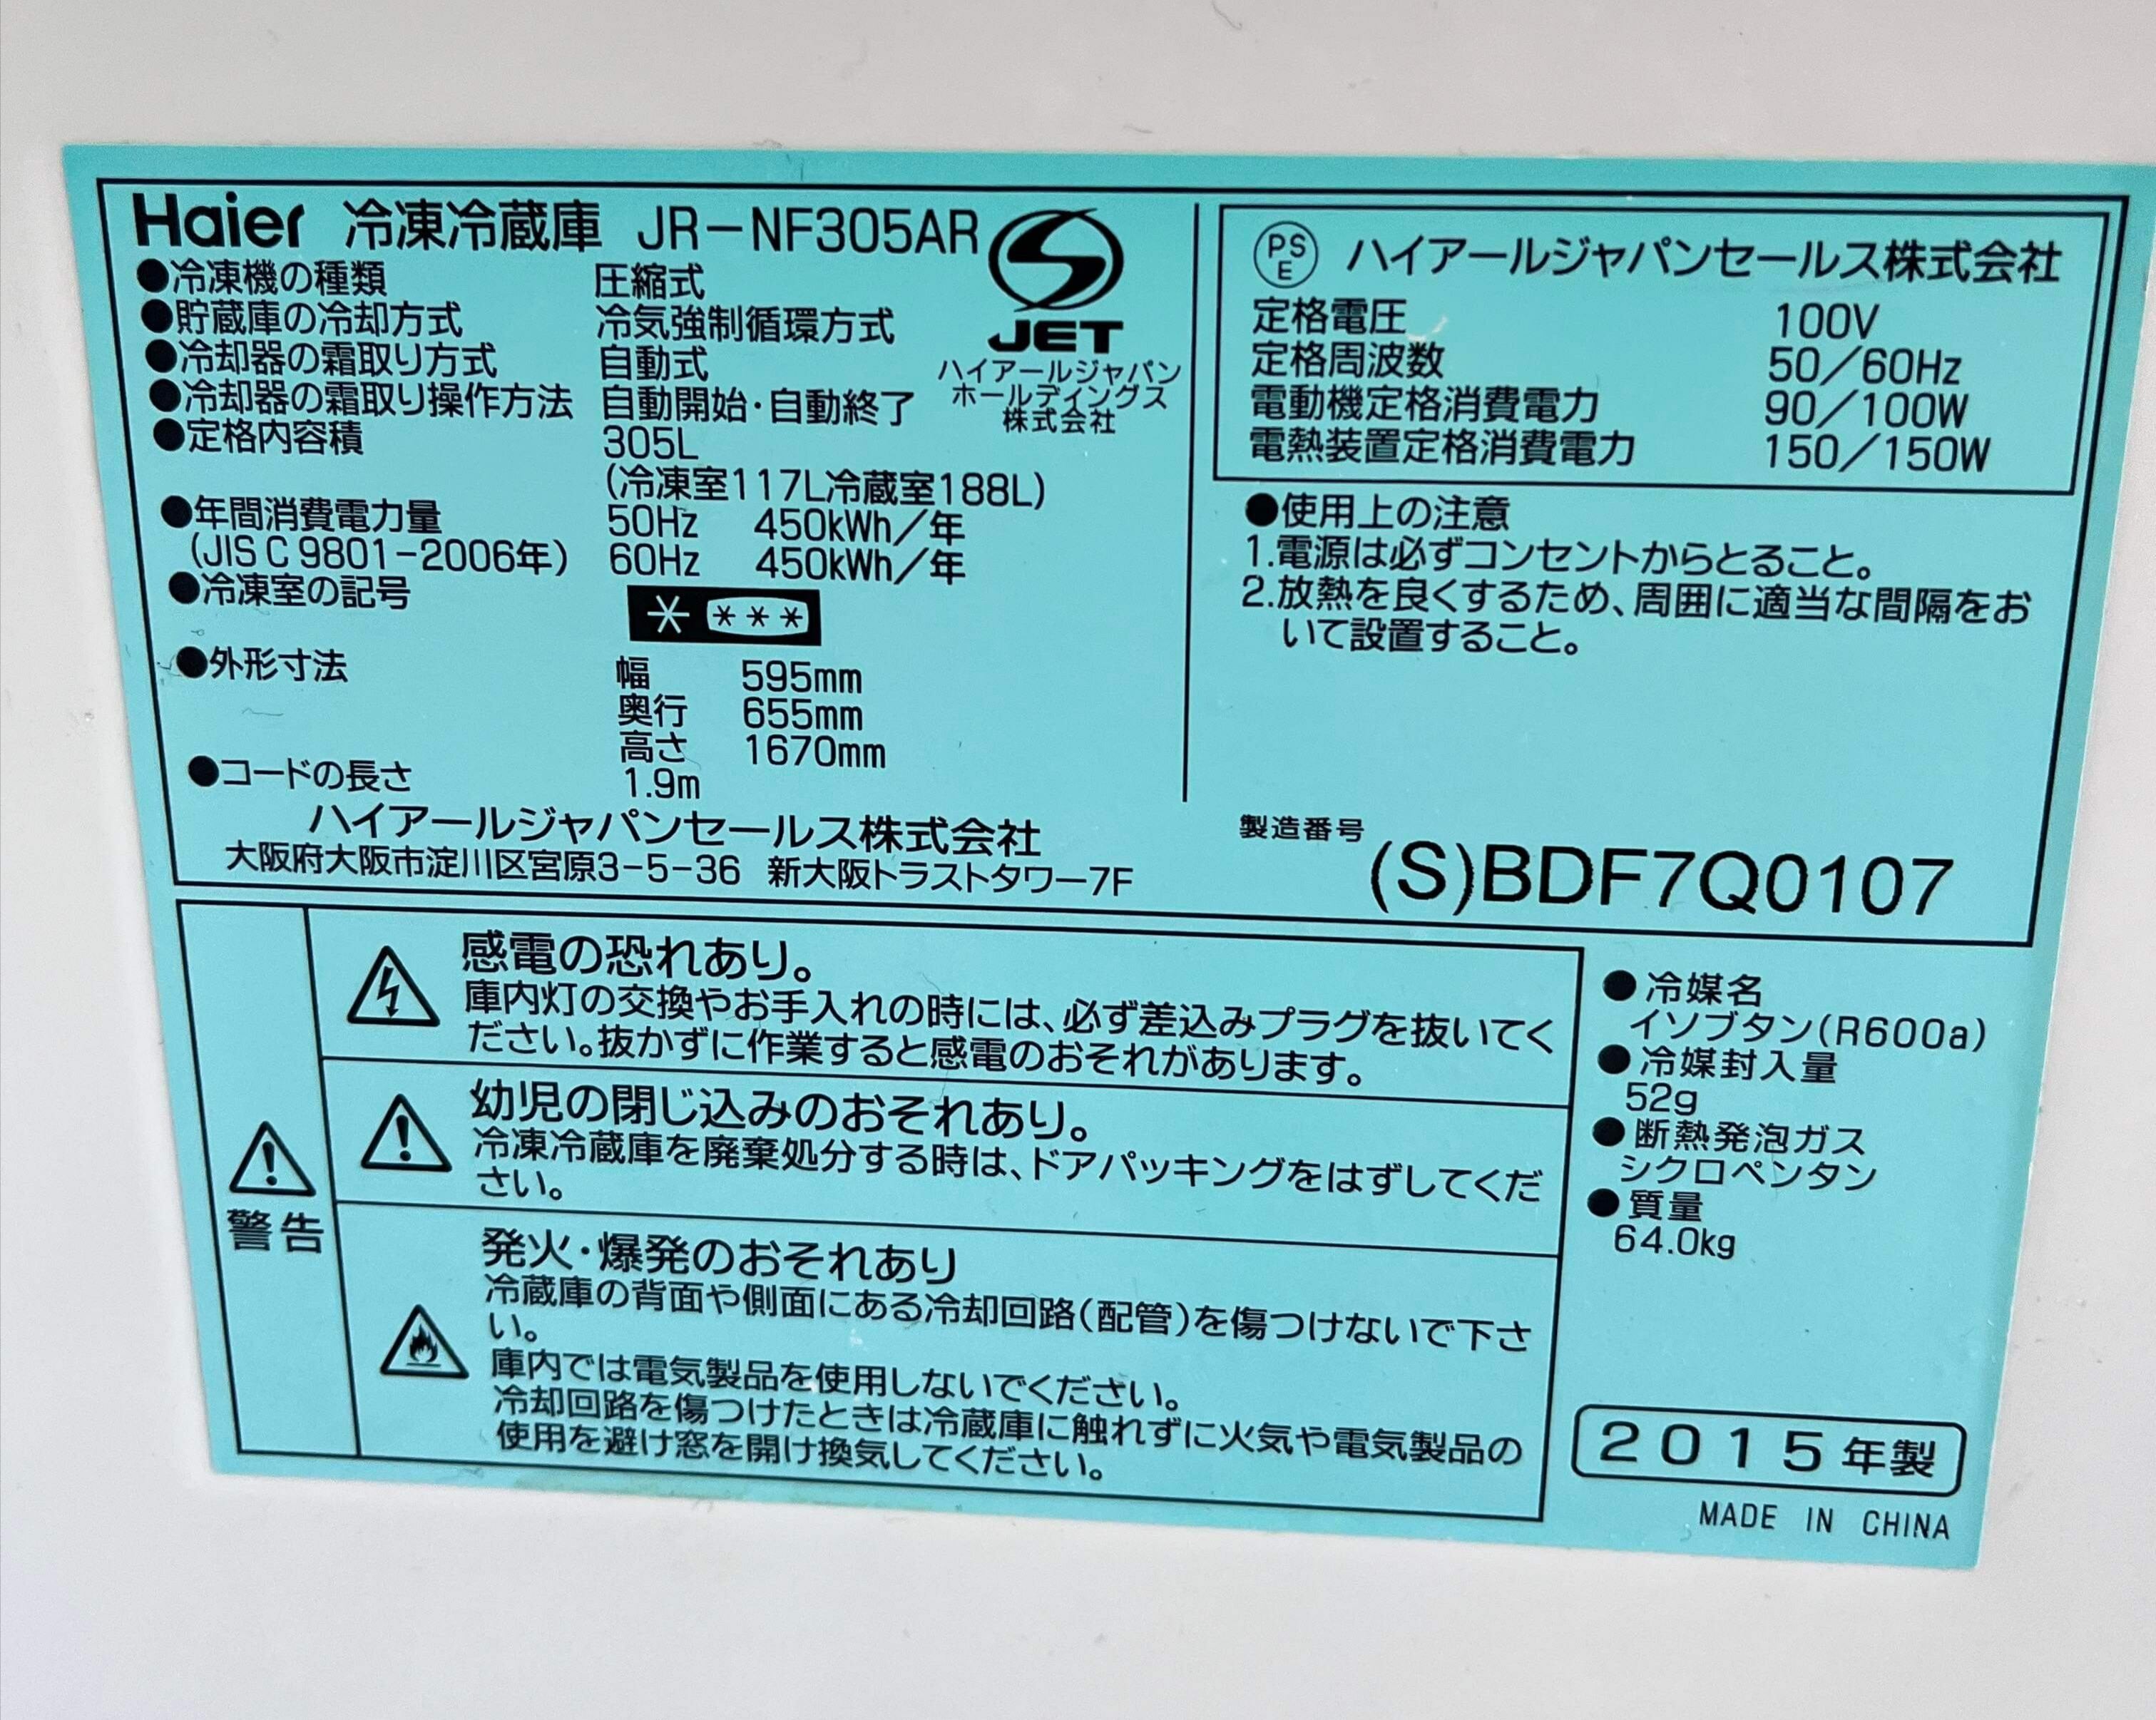 Haier 冷凍冷蔵庫 JR-NF305AR
●冷凍機の種類 圧縮式
●貯蔵庫の冷却方式 冷気強制循環方式
●冷却器の霜取り方式 自動式
●冷却器の霜取り操作方法 自動開始・自動終了
●定格内容積 305L
(冷凍室117L冷蔵室188L)
●年間消費電力量 50Hz 450kWh/年
(JIS C 9801-2006年) 60Hz 450kWh/年
●冷凍室の記号 * ***
●外形寸法 幅 595mm
奥行 655mm
高さ 1670mm
●コードの長さ 1.9m
ハイアールジャパンセールス株式会社
大阪府大阪市淀川区宮原3-5-36 新大阪トラストタワー7F
S
JET
ハイアールジャパン
ホールディングス
株式会社
PS
E
ハイアールジャパンセールス株式会社
定格電圧 100V
定格周波数 50/60Hz
電動機定格消費電力 90/100W
電熱装置定格消費電力 150/150W
●使用上の注意
1.電源は必ずコンセントからとること。
2.放熱を良くするため、周囲に適当な間隔をお
いて設置すること。
製造番号
(S)BDF7Q0107
警告
感電の恐れあり。
庫内灯の交換やお手入れの時には、必ず差込みプラグを抜いてく
ださい。抜かずに作業すると感電のおそれがあります。
幼児の閉じ込みのおそれあり。
冷凍冷蔵庫を廃棄処分する時は、ドアパッキングをはずしてくだ
さい。
発火・爆発のおそれあり
冷蔵庫の背面や側面にある冷却回路(配管)を傷つけないで下さ
い。
庫内では電気製品を使用しないでください。
冷却回路を傷つけたときは冷蔵庫に触れずに火気や電気製品の
使用を避け窓を開け換気してください。
●冷媒名
イソブタン(R600a)
●冷媒封入量
52g
●断熱発泡ガス
シクロペンタン
●質量
64.0kg
2015年製
MADE IN CHINA